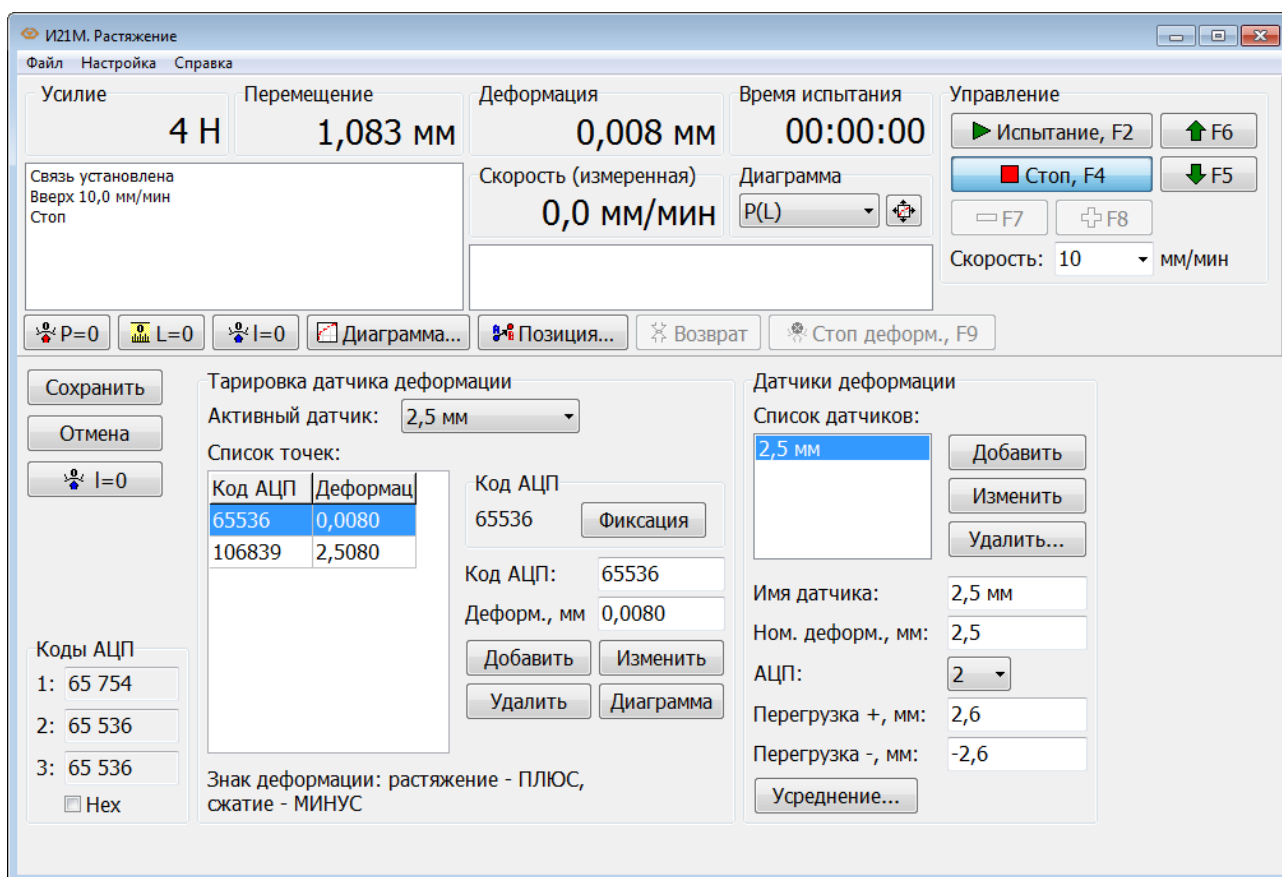 И21М. Растяжение
Файл Настройка Справка
Усилие
4 Н
Перемещение
1,083 мм
Деформация
0,008 мм
Время испытания
00:00:00
Управление
Испытание, F2
F6
Стоп, F4
F5
F7
F8
Скорость: 10 мм/мин
Связь установлена
Вверх 10,0 мм/мин
Стоп
Скорость (измеренная)
0,0 мм/мин
Диаграмма
P(L)
P=0
L=0
l=0
Диаграмма...
Позиция...
Возврат
Стоп деформ., F9
Сохранить
Отмена
l=0
Коды АЦП
1: 65 754
2: 65 536
3: 65 536
Hex
Тарировка датчика деформации
Активный датчик: 2,5 мм
Список точек:
Код АЦП Деформац
65536 0,0080
106839 2,5080
Код АЦП
65536 Фиксация
Код АЦП: 65536
Деформ., мм 0,0080
Добавить Изменить
Удалить Диаграмма
Знак деформации: растяжение - ПЛЮС,
сжатие - МИНУС
Датчики деформации
Список датчиков:
2,5 мм
Добавить
Изменить
Удалить...
Имя датчика: 2,5 мм
Ном. деформ., мм: 2,5
АЦП: 2
Перегрузка +, мм: 2,6
Перегрузка -, мм: -2,6
Усреднение...